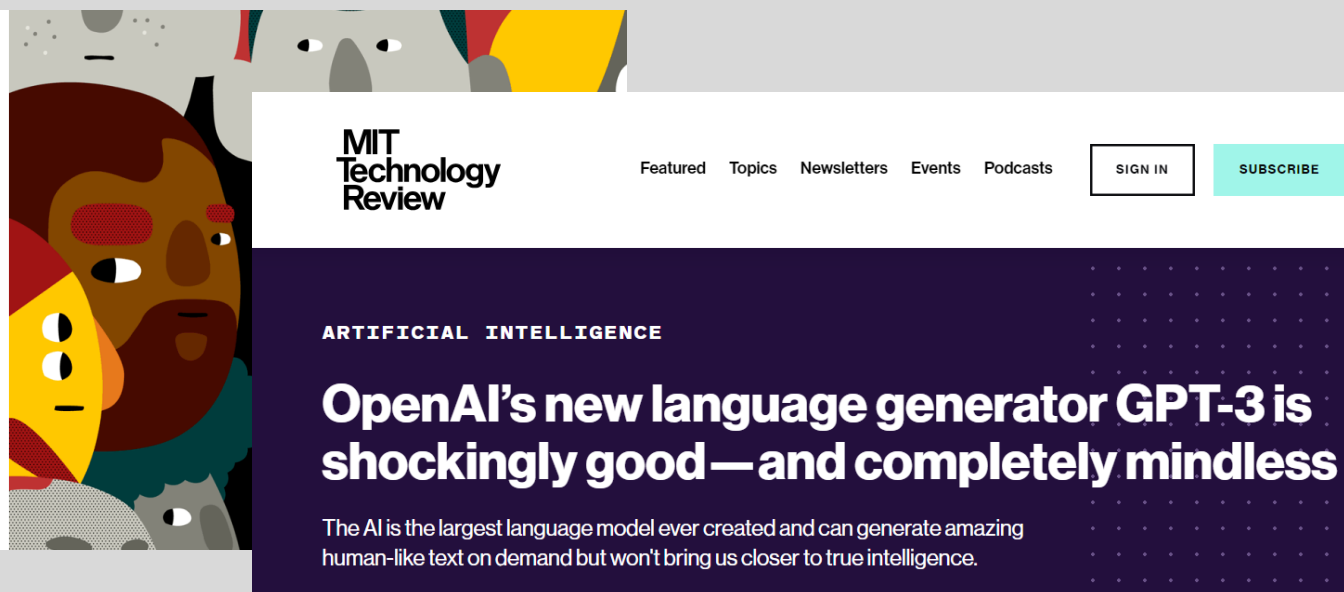 MIT
Technology
Review
Featured Topics Newsletters Events Podcasts SIGN IN SUBSCRIBE
ARTIFICIAL INTELLIGENCE
OpenAI’s new language generator GPT-3 is
shockingly good—and completely mindless
The AI is the largest language model ever created and can generate amazing
human-like text on demand but won't bring us closer to true intelligence.